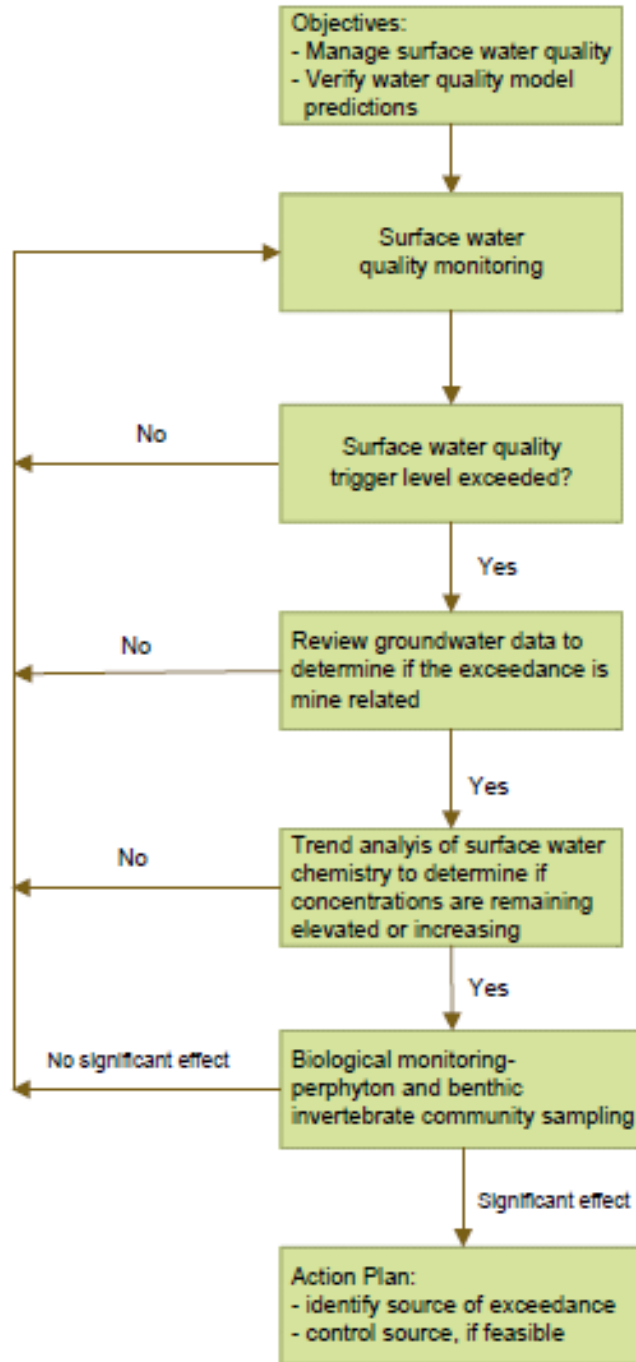 Objectives:
- Manage surface water quality
- Verify water quality model
predictions
Surface water
quality monitoring
No
Surface water quality
trigger level exceeded?
Yes
No
Review groundwater data to
determine if the exceedance is
mine related
Yes
No
Trend analyis of surface water
chemistry to determine if
concentrations are remaining
elevated or increasing
Yes
No significant effect
Biological monitoring-
perphyton and benthic
invertebrate community sampling
Significant effect
Action Plan:
- identify source of exceedance
- control source, if feasible